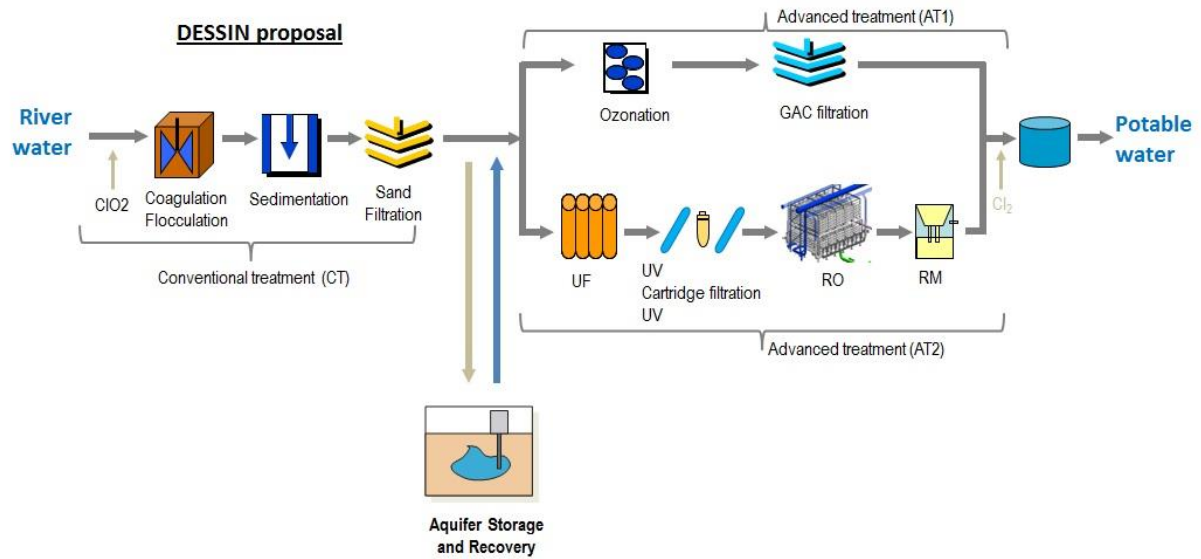 DESSIN proposal
Advanced treatment (AT1)
River
water
ClO2
Coagulation
Flocculation
Sedimentation
Sand
Filtration
Conventional treatment (CT)
Ozonation
GAC filtration
UF
UV
Cartridge filtration
UV
RO
RM
Advanced treatment (AT2)
Cl₂
Potable
water
Aquifer Storage
and Recovery